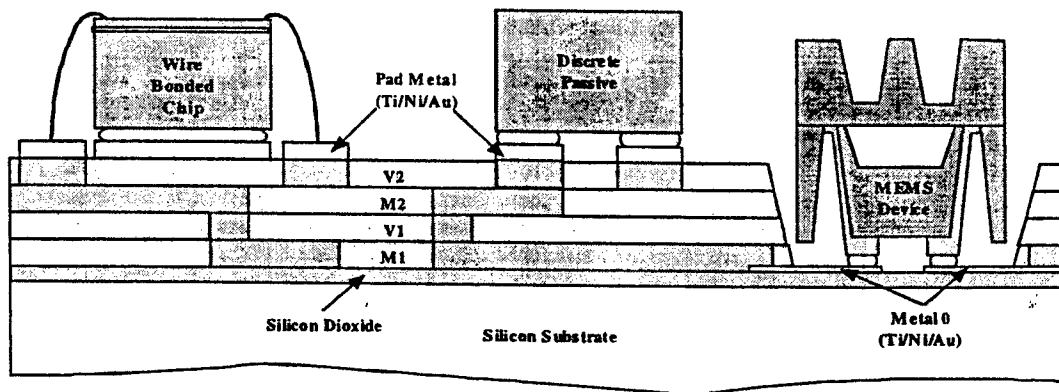 Wire
Bonded
Chip
Pad Metal
(Ti/Ni/Au)
Discrete
Passive
MEMS
Device
V2
M2
V1
M1
Silicon Dioxide
Silicon Substrate
Metal 0
(Ti/Ni/Au)